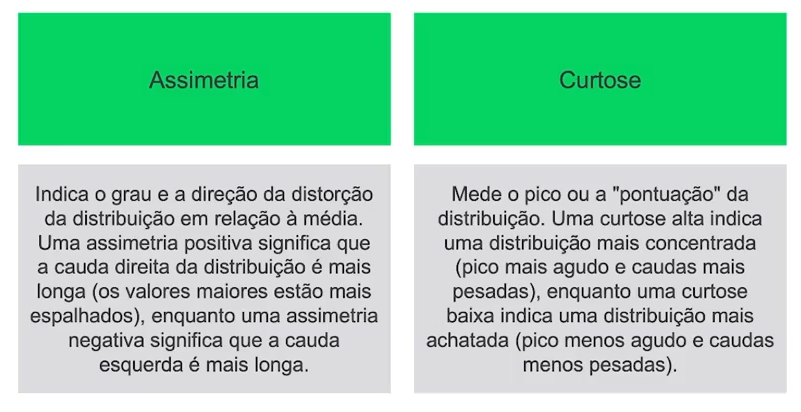 Assimetria
Indica o grau e a direção da distorção
da distribuição em relação à média.
Uma assimetria positiva significa que
a cauda direita da distribuição é mais
longa (os valores maiores estão mais
espalhados), enquanto uma assimetria
negativa significa que a cauda
esquerda é mais longa.
Curtose
Mede o pico ou a "pontuação" da
distribuição. Uma curtose alta indica
uma distribuição mais concentrada
(pico mais agudo e caudas mais
pesadas), enquanto uma curtose
baixa indica uma distribuição mais
achatada (pico menos agudo e caudas
menos pesadas).